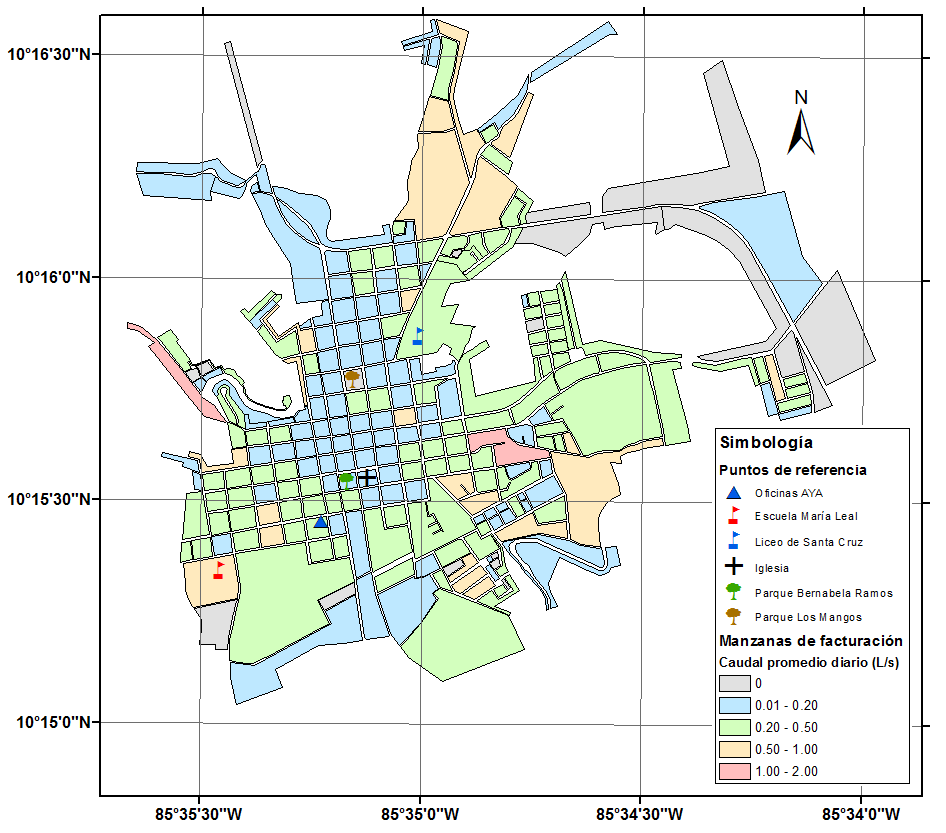 10°16'30"N
10°16'0"N
10°15'30"N
10°15'0"N
N
85°35'30"W
85°35'0"W
85°34'30"W
85°34'0"W
Simbología
Puntos de referencia
Oficinas AYA
Escuela María Leal
Liceo de Santa Cruz
Iglesia
Parque Bernabela Ramos
Parque Los Mangos
Manzanas de facturación
Caudal promedio diario (L/s)
0
0.01 - 0.20
0.20 - 0.50
0.50 - 1.00
1.00 - 2.00